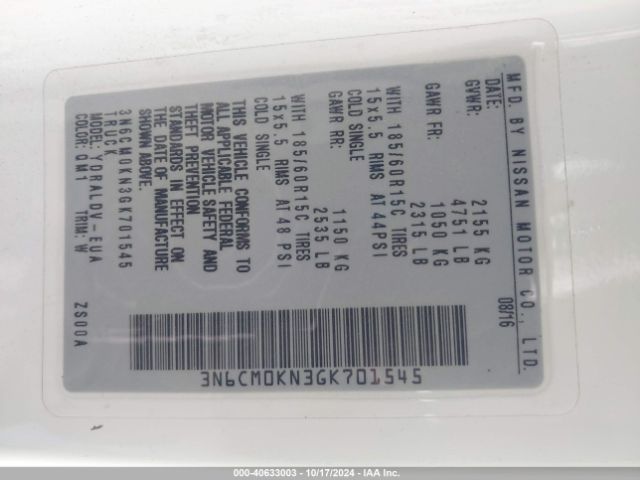 MFD. BY NISSAN MOTOR CO., LTD.
DATE: 08/16
GVWR: 2155 KG
4751 LB
GAWR FR: 1050 KG
2315 LB
WITH 185/60R15C TIRES
15x5.5 RIMS AT 44PSI
COLD SINGLE
GAWR RR: 1150 KG
2535 LB
WITH 185/60R15C TIRES
15x5.5 RIMS AT 48 PSI
COLD SINGLE
THIS VEHICLE CONFORMS TO
ALL APPLICABLE FEDERAL
MOTOR VEHICLE SAFETY AND
THEFT PREVENTION
STANDARDS IN EFFECT ON
THE DATE OF MANUFACTURE
SHOWN ABOVE.
3N6CM0KN3GK701545
TRUCK
MODEL: YDRALDV-EUA
COLOR: QM1 TRIM: W ZS00A
3N6CM0KN3GK701545
000-40633003 | 10/17/2024 - IAA Inc.